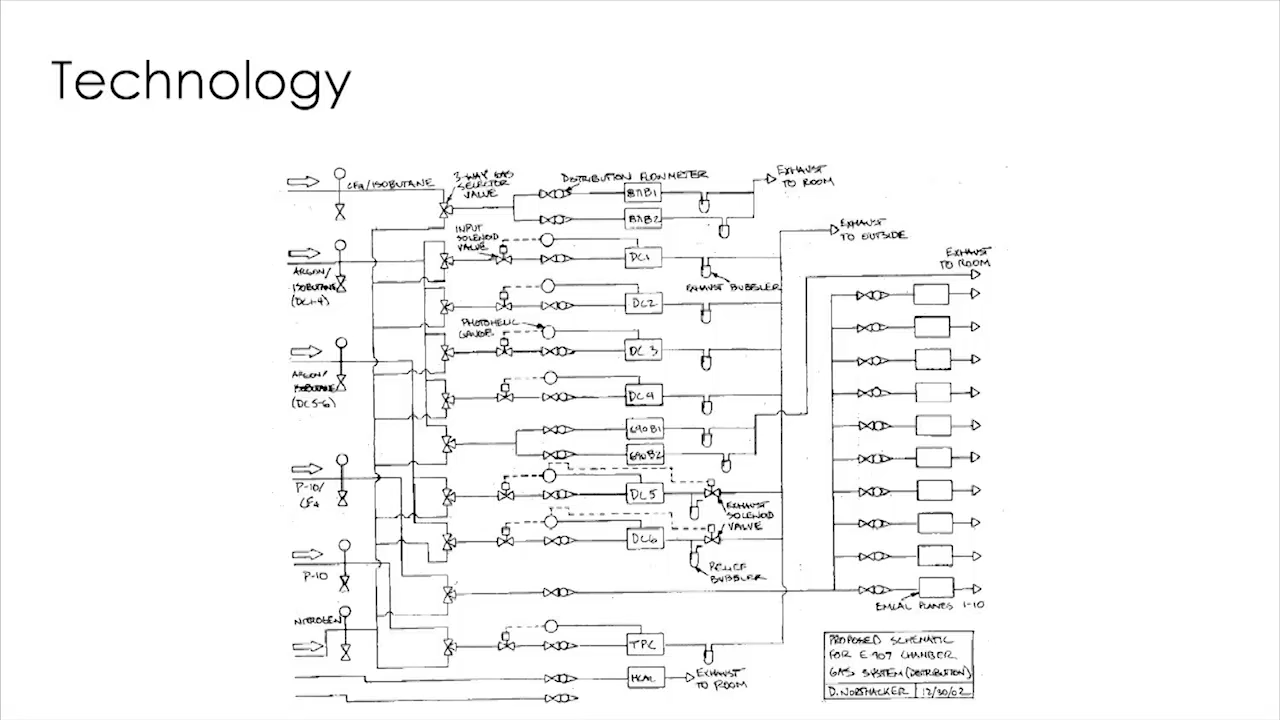 Technology
CF4/ISOBUTANE
3-WAY GAS
SELECTOR
VALVE
DISTRIBUTION FLOWMETER
EXHAUST
TO ROOM
INPUT
SOLENOID
VALVE
DC1
EXHAUST
TO OUTSIDE
EXHAUST
TO ROOM
ARGON/
ISOBUTANE
(DC1-4)
EXHAUST BUBBLER
DC2
PHOTOHELIC
GAUGE
DC3
ARGON/
ISOBUTANE
(DC5-6)
DC4
690B1
690B2
P-10/
CF4
DC5
EXHAUST
SOLENOID
VALVE
DC6
RELIEF
BUBBLER
P-10
EMCAL PLANES 1-10
NITROGEN
TPC
HCAL
EXHAUST
TO ROOM
PROPOSED SCHEMATIC
FOR E907 CHAMBER
GAS SYSTEM (DISTRIBUTION)
D. NORTHACKER 12/30/02